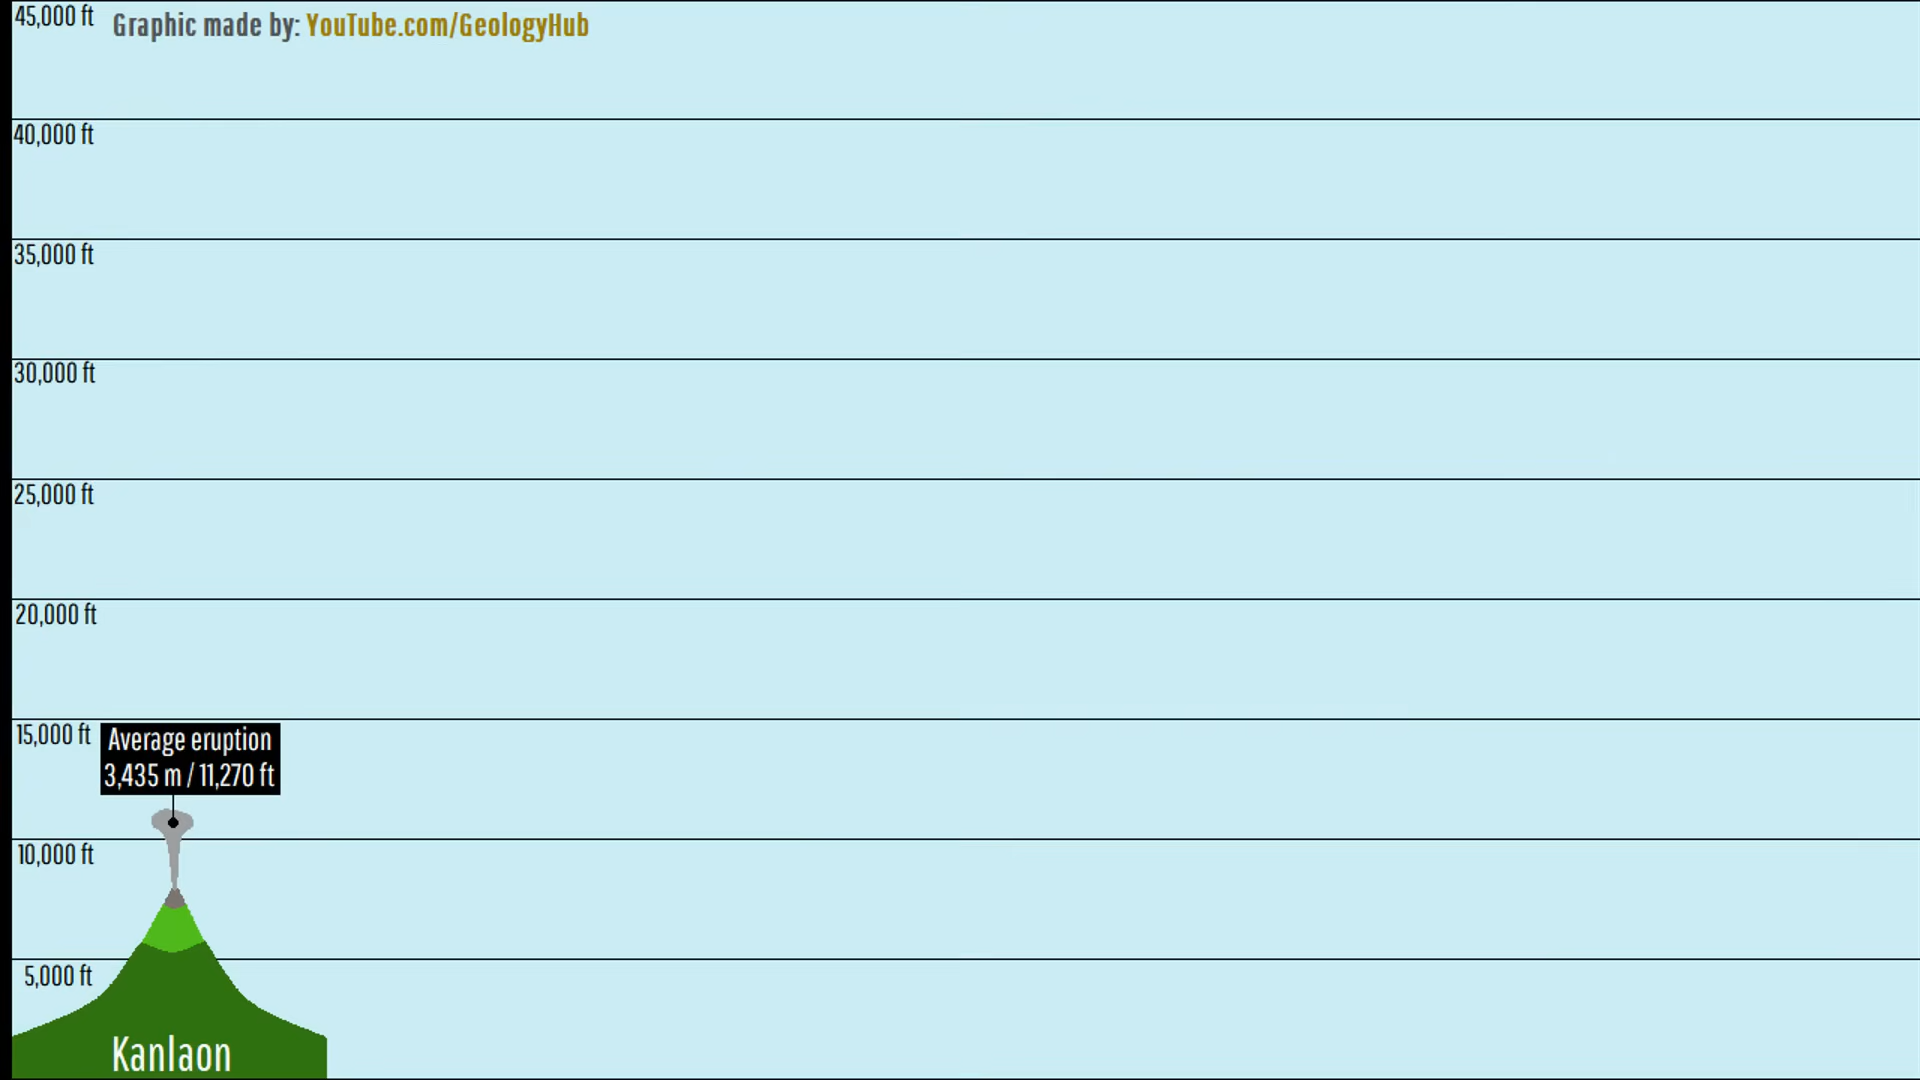 45,000 ft
Graphic made by: YouTube.com/GeologyHub
40,000 ft
35,000 ft
30,000 ft
25,000 ft
20,000 ft
15,000 ft
Average eruption
3,435 m / 11,270 ft
10,000 ft
5,000 ft
Kanlaon